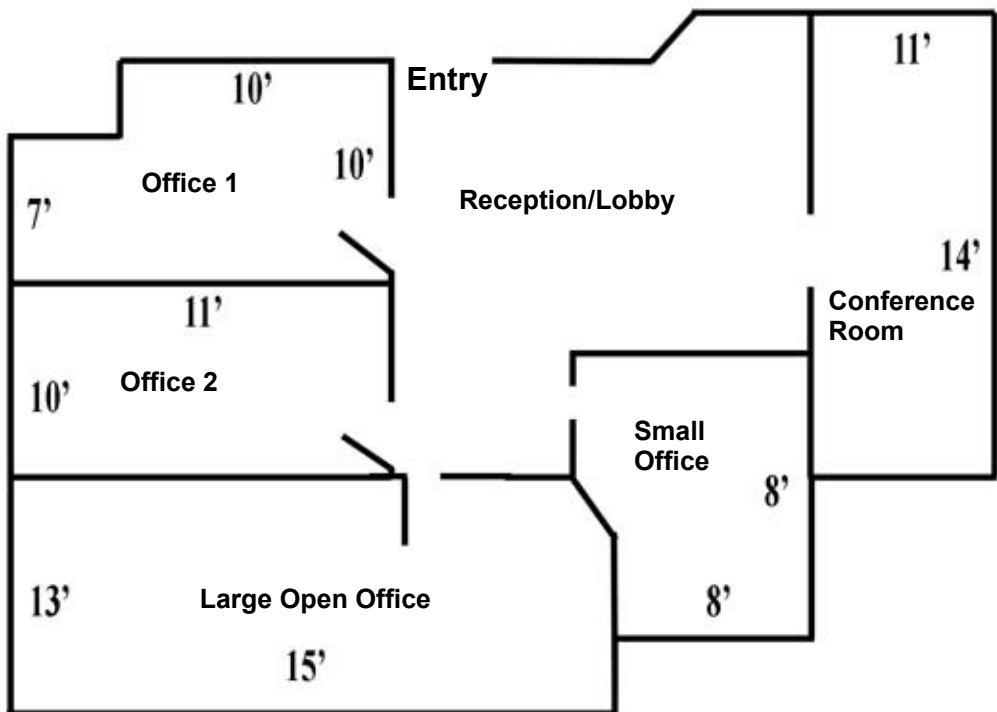 11’
Entry
10’
10’
Office 1
7’
Reception/Lobby
14’
11’
Conference
Room
Office 2
10’
Small
Office
8’
13’
Large Open Office
8’
15’